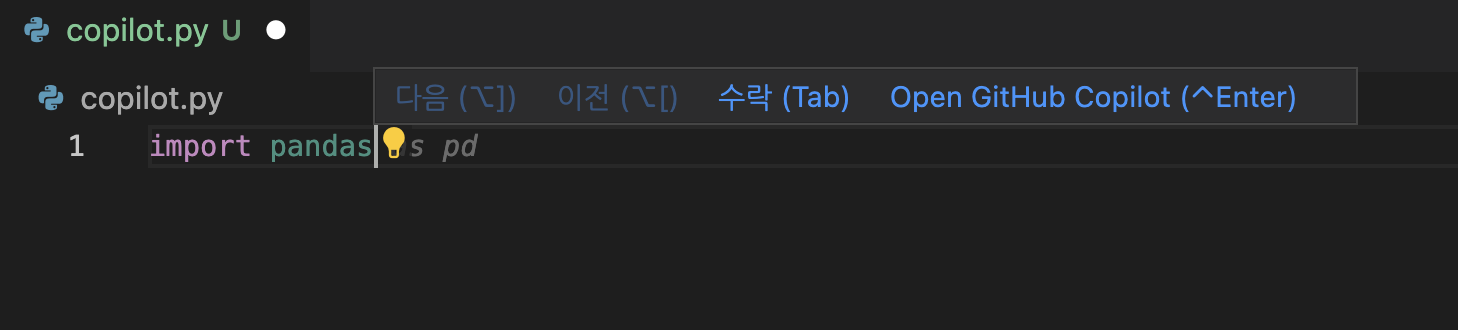 copilot.py U
copilot.py
다음 (⌥]) 이전 (⌥[) 수락 (Tab) Open GitHub Copilot (^Enter)
1 import pandas pd